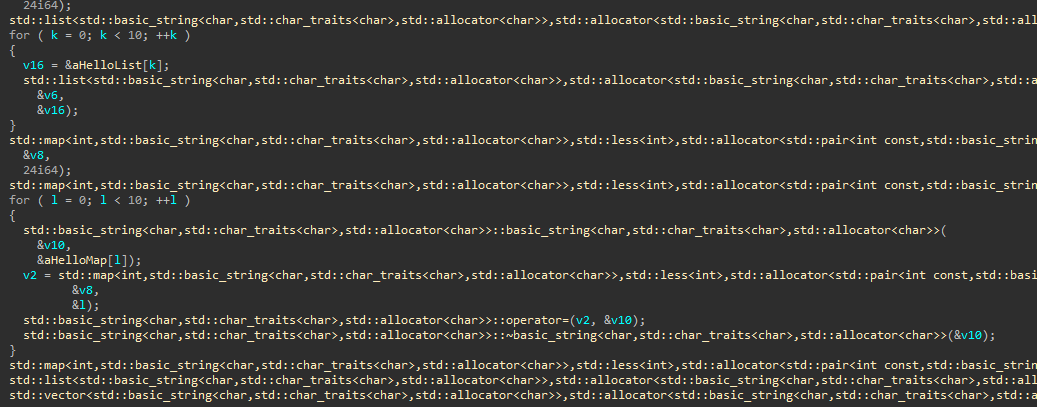 24i64);
std::list<std::basic_string<char,std::char_traits<char>,std::allocator<char>>,std::allocator<std::basic_string<char,std::char_traits<char>,std::all
for ( k = 0; k < 10; ++k )
{
v16 = &aHelloList[k];
std::list<std::basic_string<char,std::char_traits<char>,std::allocator<char>>,std::allocator<std::basic_string<char,std::char_traits<char>,std::a
&v6,
&v16);
}
std::map<int,std::basic_string<char,std::char_traits<char>,std::allocator<char>>,std::less<int>,std::allocator<std::pair<int const,std::basic_strin
&v8,
24i64);
std::map<int,std::basic_string<char,std::char_traits<char>,std::allocator<char>>,std::less<int>,std::allocator<std::pair<int const,std::basic_strin
for ( l = 0; l < 10; ++l )
{
std::basic_string<char,std::char_traits<char>,std::allocator<char>>::basic_string<char,std::char_traits<char>,std::allocator<char>>(
&v10,
&aHelloMap[l]);
v2 = std::map<int,std::basic_string<char,std::char_traits<char>,std::allocator<char>>,std::less<int>,std::allocator<std::pair<int const,std::basi
&v8,
&l);
std::basic_string<char,std::char_traits<char>,std::allocator<char>>::operator=(v2, &v10);
std::basic_string<char,std::char_traits<char>,std::allocator<char>>::~basic_string<char,std::char_traits<char>,std::allocator<char>>(&v10);
}
std::map<int,std::basic_string<char,std::char_traits<char>,std::allocator<char>>,std::less<int>,std::allocator<std::pair<int const,std::basic_strin
std::list<std::basic_string<char,std::char_traits<char>,std::allocator<char>>,std::allocator<std::basic_string<char,std::char_traits<char>,std::all
std::vector<std::basic_string<char,std::char_traits<char>,std::allocator<char>>,std::allocator<std::basic_string<char,std::char_traits<char>,std::a